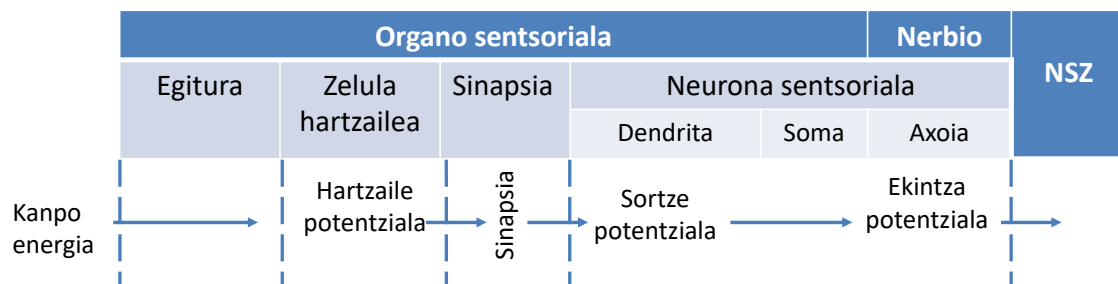 Organo sentsoriala
Nerbio
NSZ
Egitura
Zelula
hartzailea
Sinapsia
Neurona sentsoriala
Dendrita
Soma
Axoia
Kanpo
energia
Hartzaile
potentziala
Sinapsia
Sortze
potentziala
Ekintza
potentziala